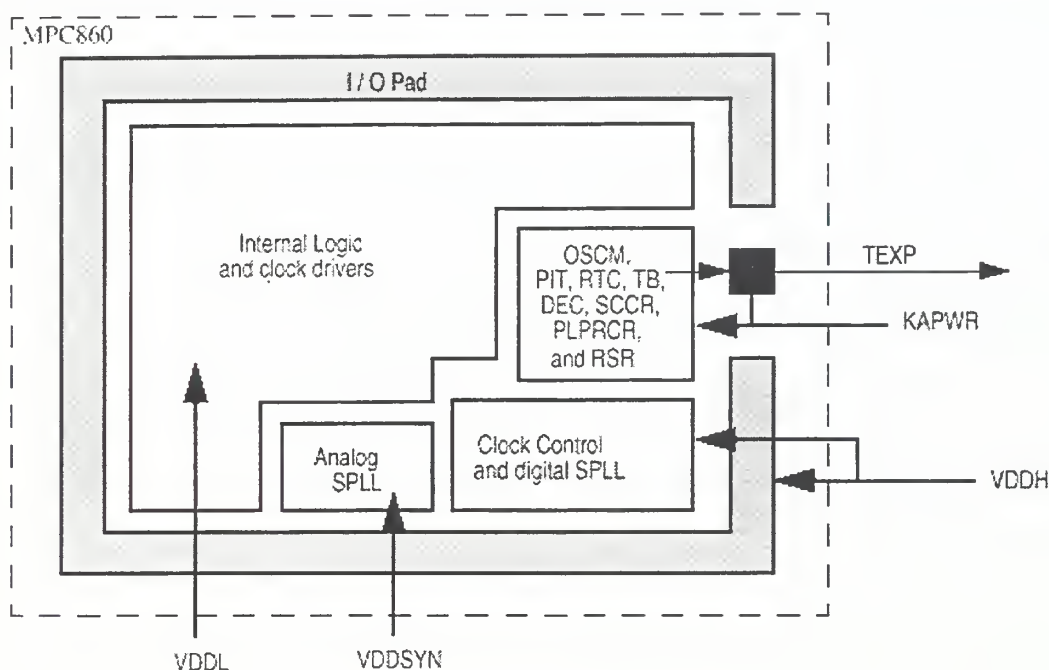 MPC860
I / O Pad
Internal Logic
and clock drivers
OSCM,
PIT, RTC, TB,
DEC, SCCR,
PLPRCR,
and RSR
TEXP
KAPWR
Analog
SPLL
Clock Control
and digital SPLL
VDDH
VDDL
VDDSYN